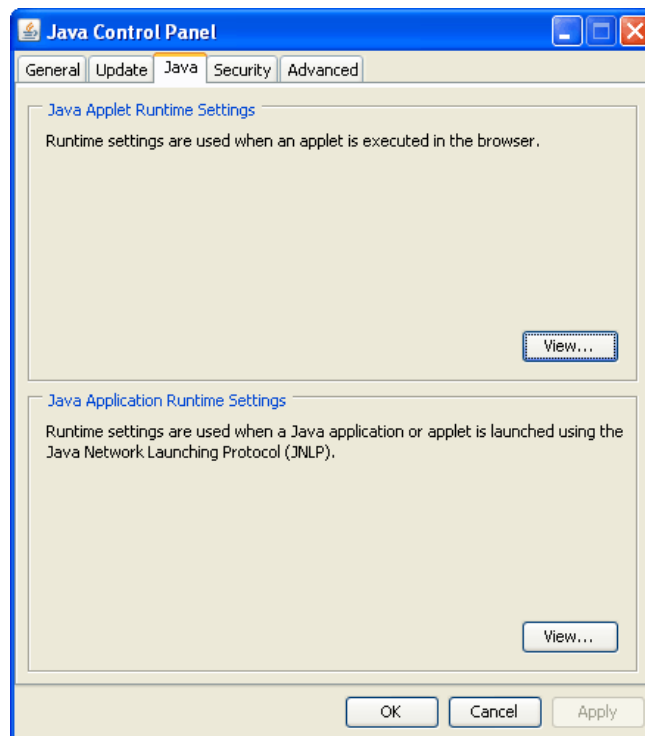 Java Control Panel
General Update Java Security Advanced
Java Applet Runtime Settings
Runtime settings are used when an applet is executed in the browser.
View...
Java Application Runtime Settings
Runtime settings are used when a Java application or applet is launched using the
Java Network Launching Protocol (JNLP).
View...
OK Cancel Apply